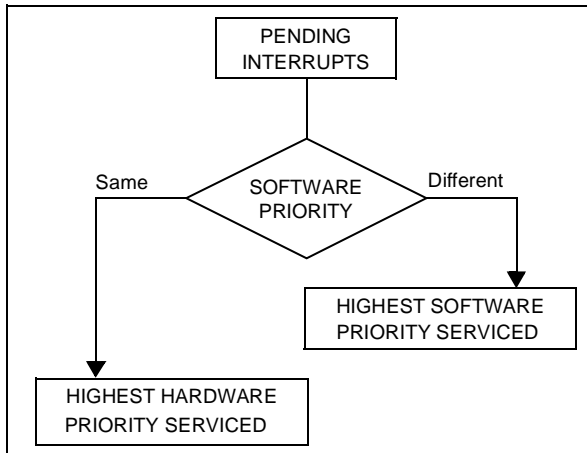 PENDING
INTERRUPTS
Same
SOFTWARE
PRIORITY
Different
HIGHEST SOFTWARE
PRIORITY SERVICED
HIGHEST HARDWARE
PRIORITY SERVICED